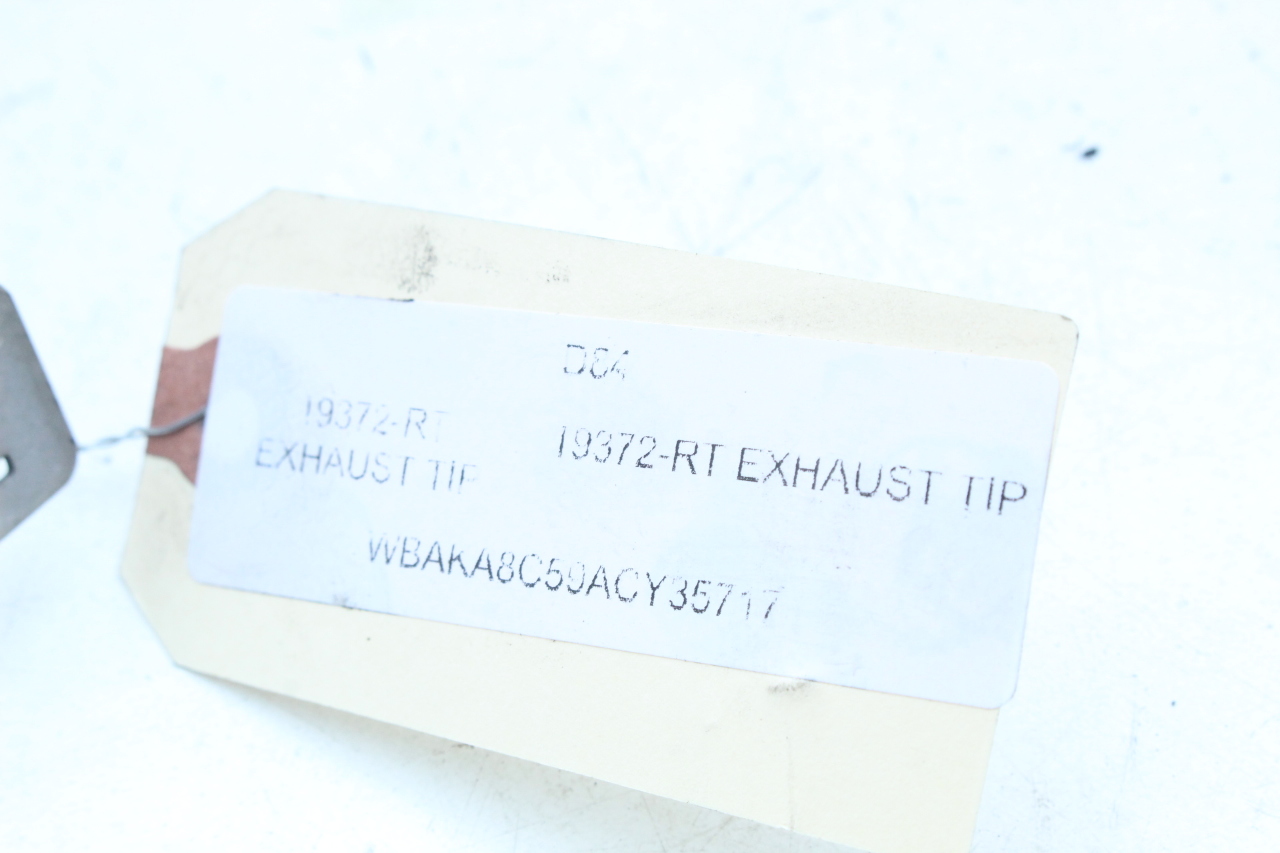 D64
19372-RT
EXHAUST TIP
19372-RT EXHAUST TIP
WBAKA8C59ACY35717